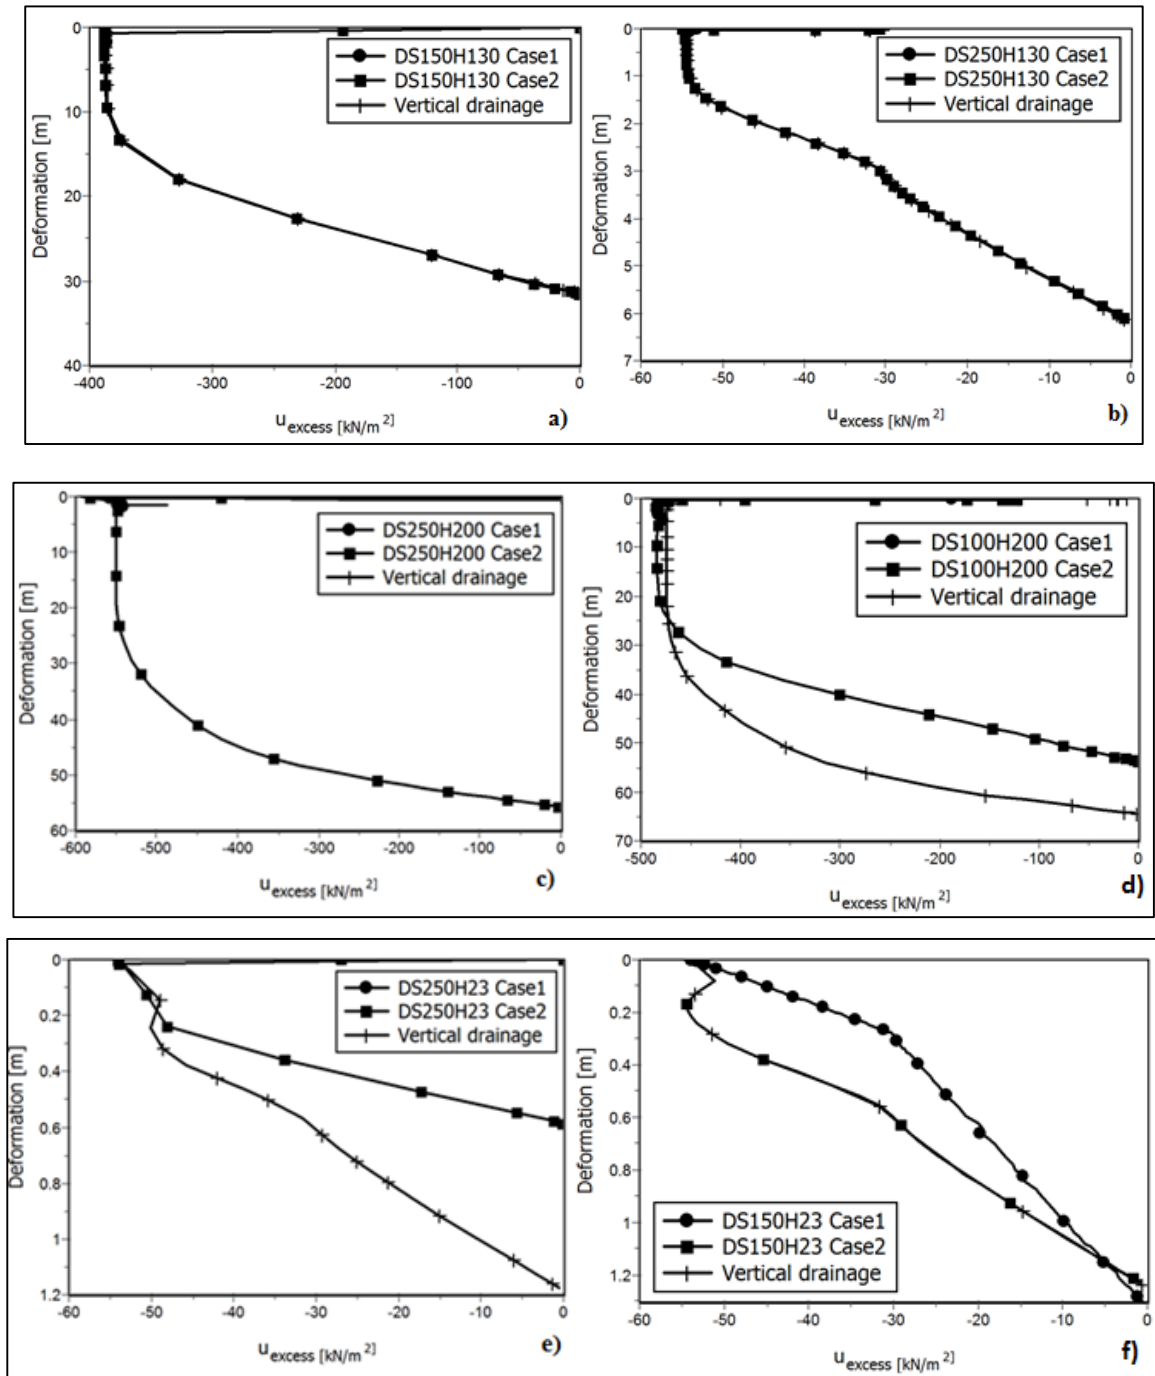 0
10
20
30
40
Deformation [m]
DS150H130 Case1
DS150H130 Case2
Vertical drainage
-400
-300
-200
-100
0
u excess [kN/m 2]
a)
0
1
2
3
4
5
6
7
Deformation [m]
DS250H130 Case1
DS250H130 Case2
Vertical drainage
-60
-50
-40
-30
-20
-10
0
u excess [kN/m 2]
b)
0
10
20
30
40
50
60
Deformation [m]
DS250H200 Case1
DS250H200 Case2
Vertical drainage
-600
-500
-400
-300
-200
-100
0
u excess [kN/m 2]
c)
0
10
20
30
40
50
60
70
Deformation [m]
DS100H200 Case1
DS100H200 Case2
Vertical drainage
-500
-400
-300
-200
-100
0
u excess [kN/m 2]
d)
0
0.2
0.4
0.6
0.8
1
1.2
Deformation [m]
DS250H23 Case1
DS250H23 Case2
Vertical drainage
-60
-50
-40
-30
-20
-10
0
u excess [kN/m 2]
e)
0
0.2
0.4
0.6
0.8
1
1.2
Deformation [m]
DS150H23 Case1
DS150H23 Case2
Vertical drainage
-60
-50
-40
-30
-20
-10
0
u excess [kN/m 2]
f)